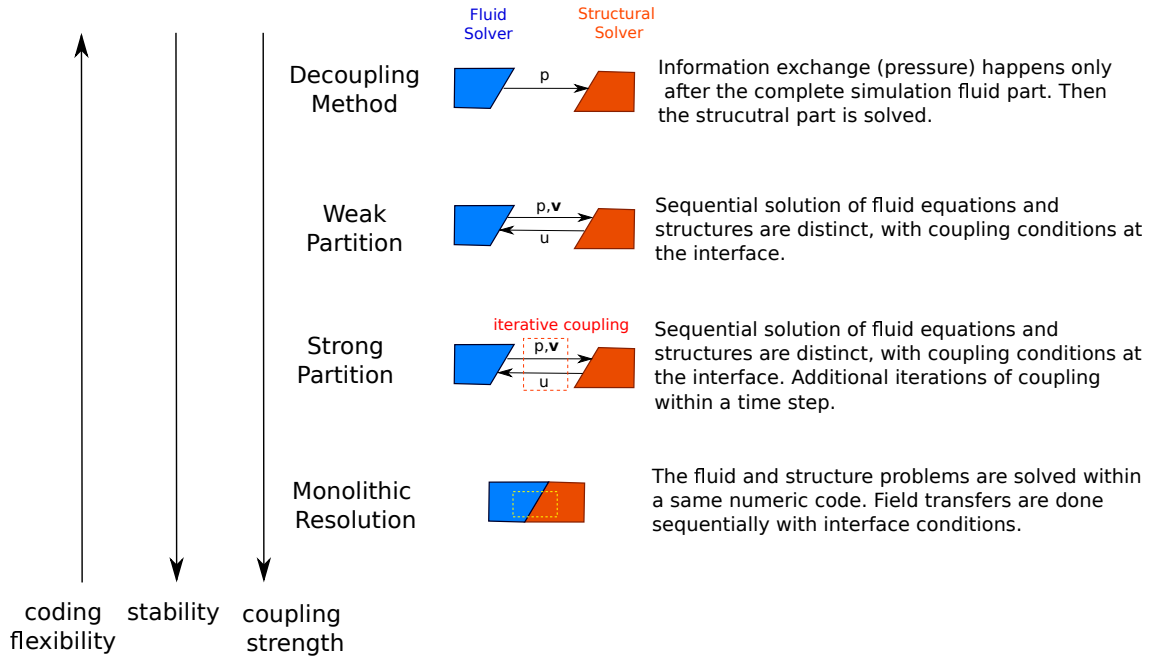 Fluid
Solver
Structural
Solver
Decoupling
Method
p
Information exchange (pressure) happens only
after the complete simulation fluid part. Then
the strucutral part is solved.
Weak
Partition
p,v
u
Sequential solution of fluid equations and
structures are distinct, with coupling conditions at
the interface.
iterative coupling
Strong
Partition
p,v
u
Sequential solution of fluid equations and
structures are distinct, with coupling conditions at
the interface. Additional iterations of coupling
within a time step.
Monolithic
Resolution
The fluid and structure problems are solved within
a same numeric code. Field transfers are done
sequentially with interface conditions.
coding
flexibility
stability
coupling
strength